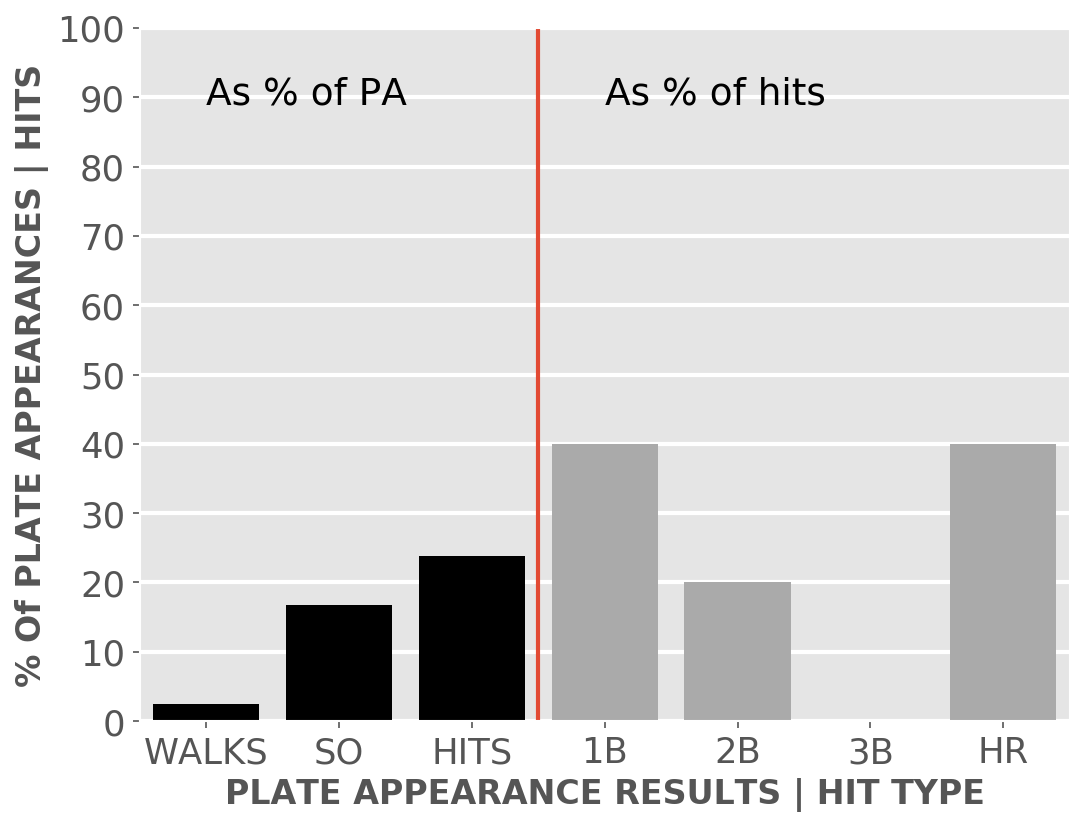 % Of PLATE APPEARANCES | HITS
100
90
80
70
60
50
40
30
20
10
0
As % of PA
As % of hits
WALKS SO HITS 1B 2B 3B HR
PLATE APPEARANCE RESULTS | HIT TYPE